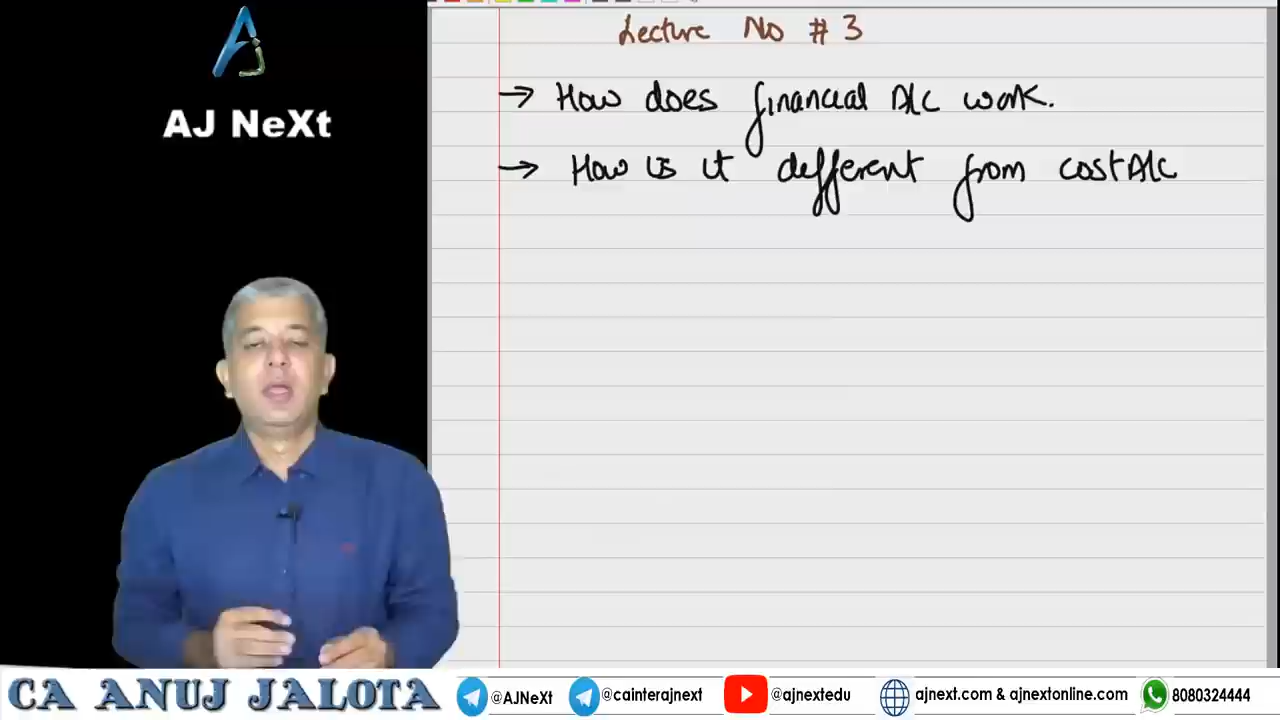 Lecture No # 3
AJ NeXt
→ How does financial A/c work.
→ How is it different from cost A/c
CA ANUJ JALOTA
@AJNeXt
@cainterajnext
@ajnextedu
ajnext.com & ajnextonline.com
8080324444